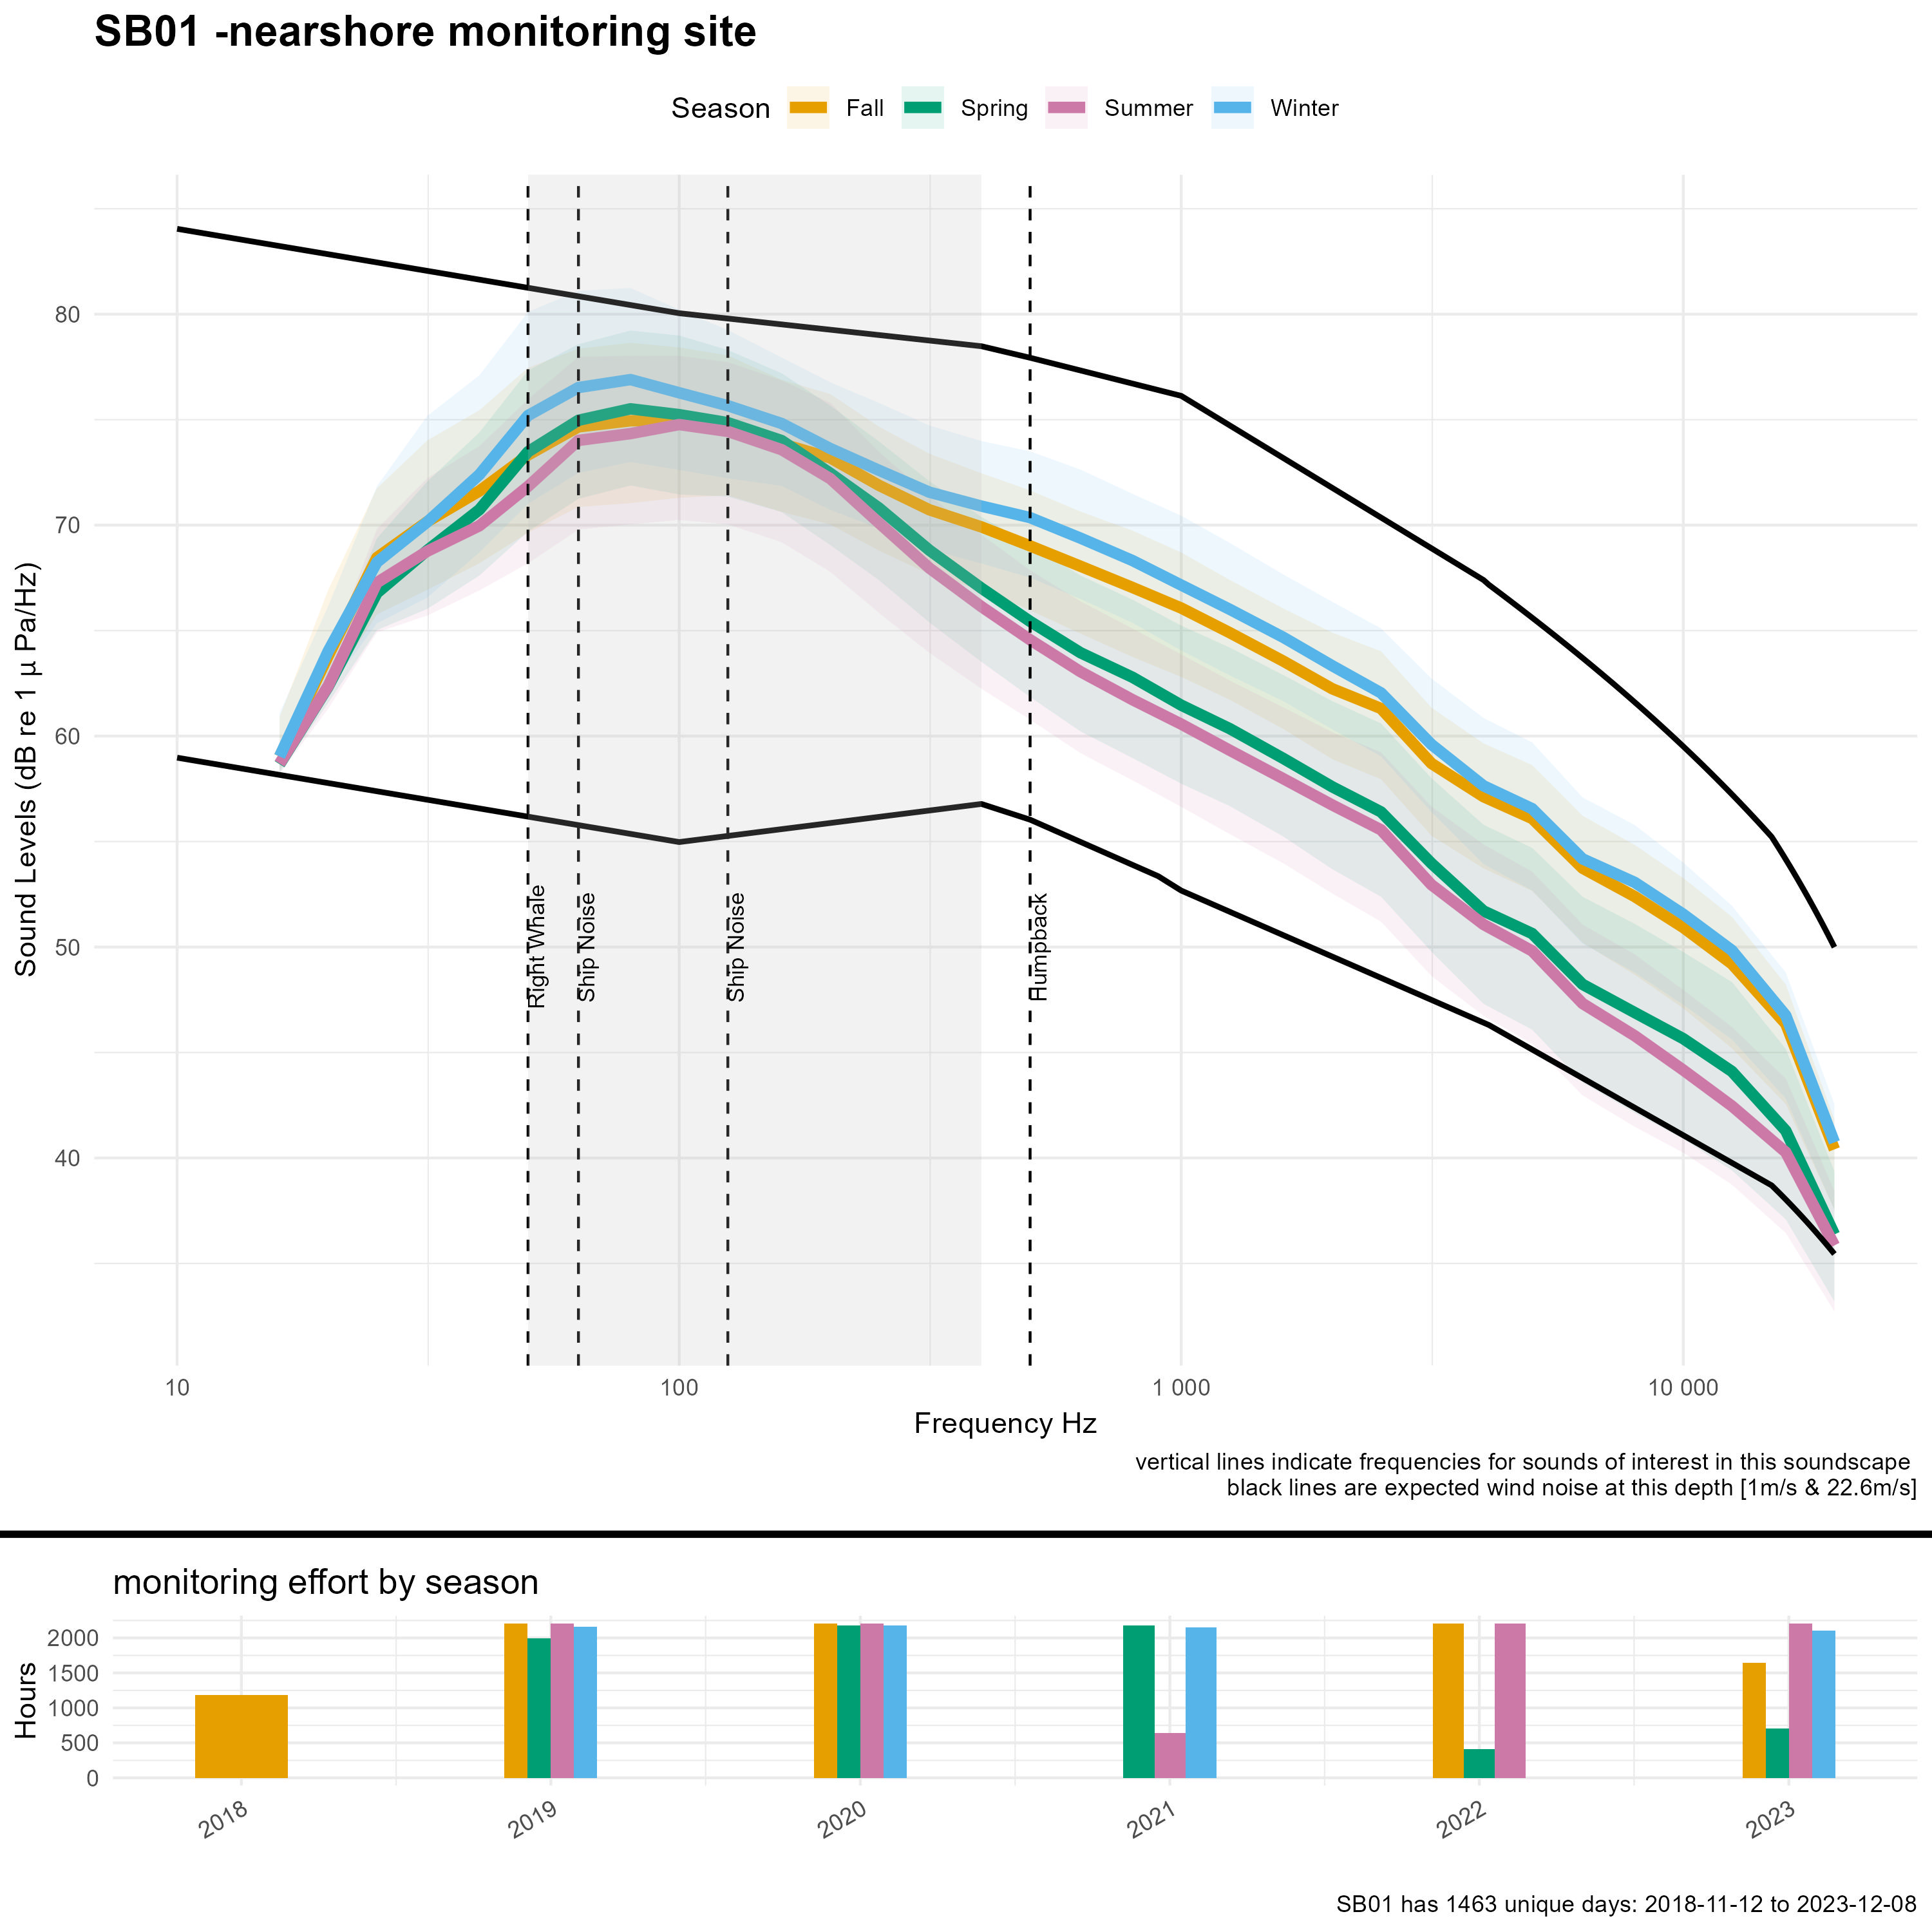 SB01 -nearshore monitoring site
Season Fall Spring Summer Winter
80
70
60
50
40
Sound Levels (dB re 1 µ Pa/Hz)
Right Whale
Ship Noise
Ship Noise
Humpback
10 100 1 000 10 000
Frequency Hz
vertical lines indicate frequencies for sounds of interest in this soundscape
black lines are expected wind noise at this depth [1m/s & 22.6m/s]
monitoring effort by season
Hours
2000
1500
1000
500
0
2018 2019 2020 2021 2022 2023
SB01 has 1463 unique days: 2018-11-12 to 2023-12-08